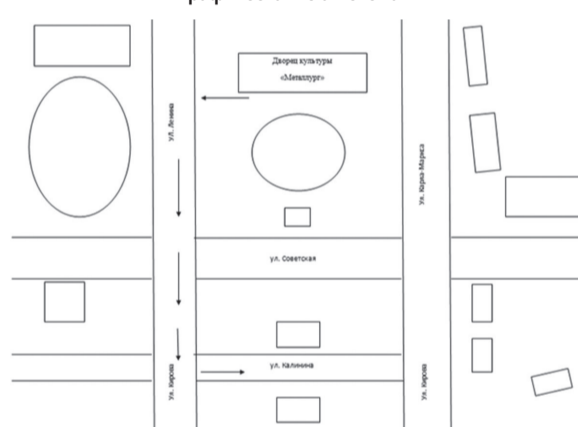 Дворец культуры
«Металлург»
ул. Ленина
Ул. Карла-Маркса
ул. Советская
ул. Калинина
Ул. Кирова
Ул. Кирова